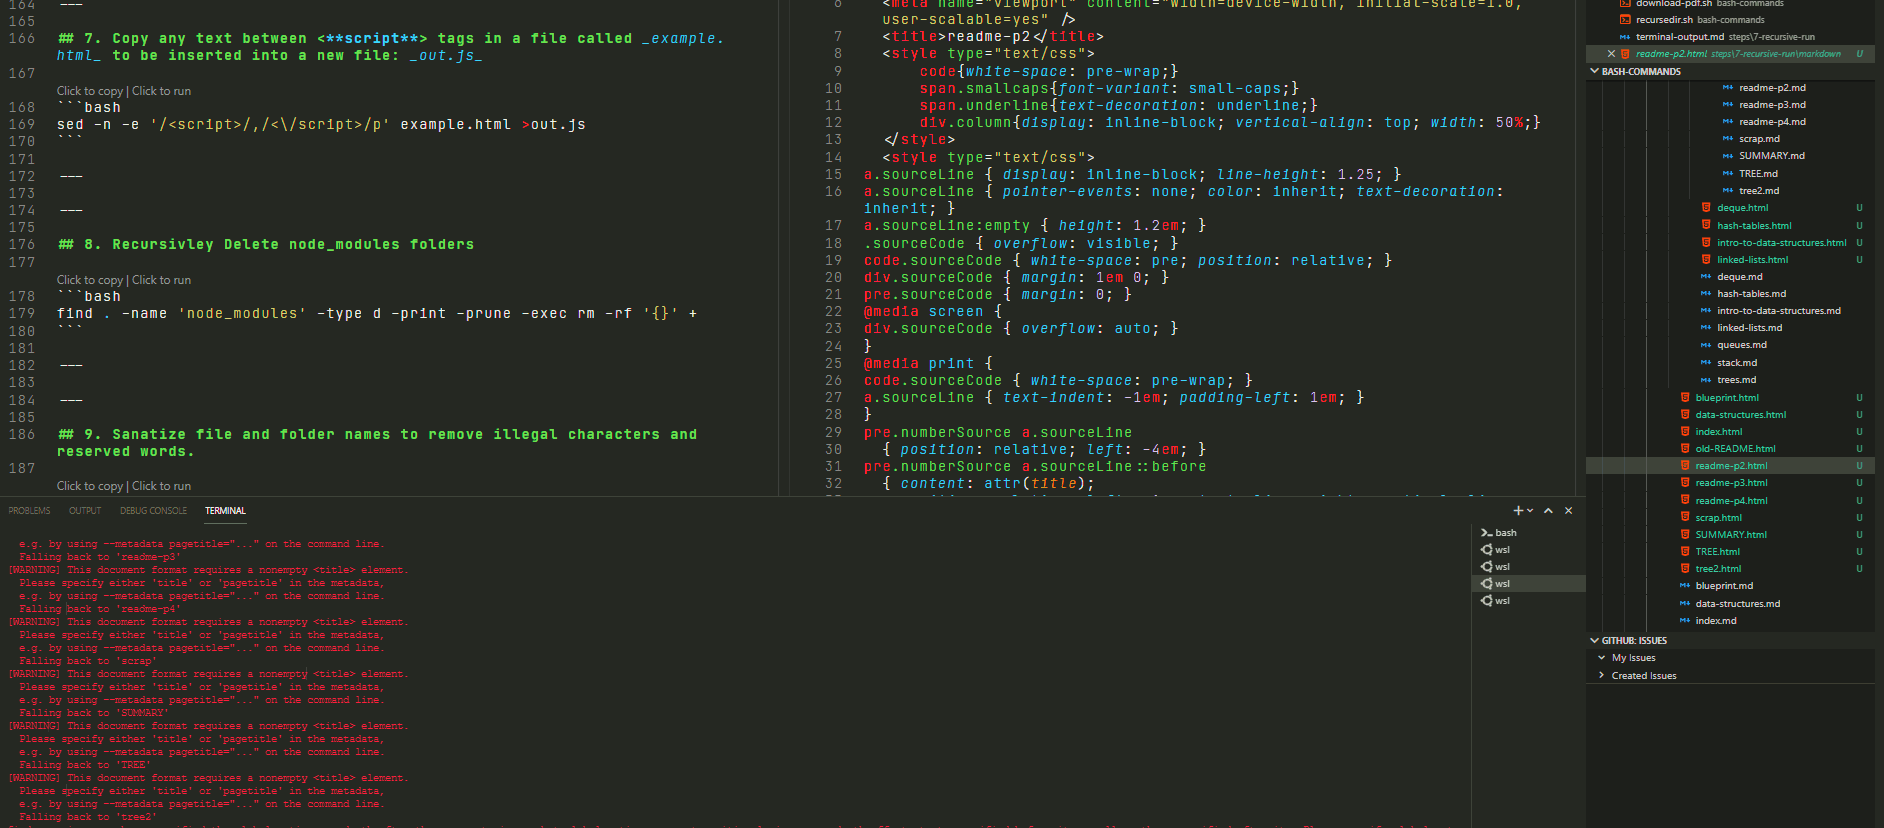 164 ---
165
166 ## 7. Copy any text between <**script**> tags in a file called _example.
html_ to be inserted into a new file: _out.js_
167
Click to copy | Click to run
168 ```bash
169 sed -n -e '/<script>/,/<\/script>/p' example.html >out.js
170 ```
171
172 ---
173
174 ---
175
176 ## 8. Recursivley Delete node_modules folders
177
Click to copy | Click to run
178 ```bash
179 find . -name 'node_modules' -type d -print -prune -exec rm -rf '{}' +
180 ```
181
182 ---
183
184 ---
185
186 ## 9. Sanatize file and folder names to remove illegal characters and
reserved words.
187
Click to copy | Click to run
6 <meta name="viewport" content="width=device-width, initial-scale=1.0,
user-scalable=yes" />
7 <title>readme-p2</title>
8 <style type="text/css">
9 code{white-space: pre-wrap;}
10 span.smallcaps{font-variant: small-caps;}
11 span.underline{text-decoration: underline;}
12 div.column{display: inline-block; vertical-align: top; width: 50%;}
13 </style>
14 <style type="text/css">
15 a.sourceLine { display: inline-block; line-height: 1.25; }
16 a.sourceLine { pointer-events: none; color: inherit; text-decoration:
inherit; }
17 a.sourceLine:empty { height: 1.2em; }
18 .sourceCode { overflow: visible; }
19 code.sourceCode { white-space: pre; position: relative; }
20 div.sourceCode { margin: 1em 0; }
21 pre.sourceCode { margin: 0; }
22 @media screen {
23 div.sourceCode { overflow: auto; }
24 }
25 @media print {
26 code.sourceCode { white-space: pre-wrap; }
27 a.sourceLine { text-indent: -1em; padding-left: 1em; }
28 }
29 pre.numberSource a.sourceLine
30 { position: relative; left: -4em; }
31 pre.numberSource a.sourceLine::before
32 { content: attr(title);
download-pdf.sh bash-commands
recursedir.sh bash-commands
terminal-output.md steps\7-recursive-run
readme-p2.html steps\7-recursive-run\markdown U
BASH-COMMANDS
readme-p2.md
readme-p3.md
readme-p4.md
scrap.md
SUMMARY.md
TREE.md
tree2.md
deque.html U
hash-tables.html U
intro-to-data-structures.html U
linked-lists.html U
deque.md
hash-tables.md
intro-to-data-structures.md
linked-lists.md
queues.md
stack.md
trees.md
blueprint.html U
data-structures.html U
index.html U
old-README.html U
readme-p2.html U
readme-p3.html U
readme-p4.html U
scrap.html U
SUMMARY.html U
TREE.html U
tree2.html U
blueprint.md
data-structures.md
index.md
GITHUB: ISSUES
My Issues
Created Issues
PROBLEMS OUTPUT DEBUG CONSOLE TERMINAL
e.g. by using --metadata pagetitle="..." on the command line.
Falling back to 'readme-p3'
[WARNING] This document format requires a nonempty <title> element.
Please specify either 'title' or 'pagetitle' in the metadata,
e.g. by using --metadata pagetitle="..." on the command line.
Falling back to 'readme-p4'
[WARNING] This document format requires a nonempty <title> element.
Please specify either 'title' or 'pagetitle' in the metadata,
e.g. by using --metadata pagetitle="..." on the command line.
Falling back to 'scrap'
[WARNING] This document format requires a nonempty <title> element.
Please specify either 'title' or 'pagetitle' in the metadata,
e.g. by using --metadata pagetitle="..." on the command line.
Falling back to 'SUMMARY'
[WARNING] This document format requires a nonempty <title> element.
Please specify either 'title' or 'pagetitle' in the metadata,
e.g. by using --metadata pagetitle="..." on the command line.
Falling back to 'TREE'
[WARNING] This document format requires a nonempty <title> element.
Please specify either 'title' or 'pagetitle' in the metadata,
e.g. by using --metadata pagetitle="..." on the command line.
Falling back to 'tree2'
bash
wsl
wsl
wsl
wsl